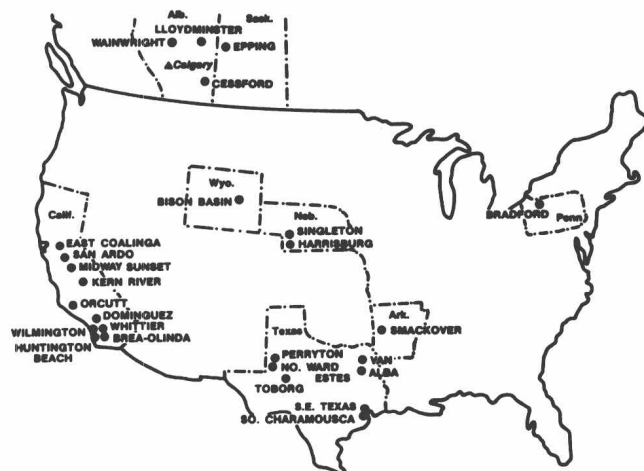 Alb.
Sask.
LLOYDMINSTER
WAINWRIGHT
EPPING
Calgary
CESSFORD
Wyo.
BISON BASIN
Neb.
SINGLETON
HARRISBURG
BRADFORD
Penn.
Calif.
EAST COALINGA
SAN ARDO
MIDWAY SUNSET
KERN RIVER
ORCUTT
DOMINGUEZ
WILMINGTON
WHITTIER
HUNTINGTON
BEACH
BREA-OLINDA
Ark.
SMACKOVER
Texas
PERRYTON
NO. WARD
ESTES
TOBORG
VAN
ALBA
S.E. TEXAS
SO. CHARAMOUSCA